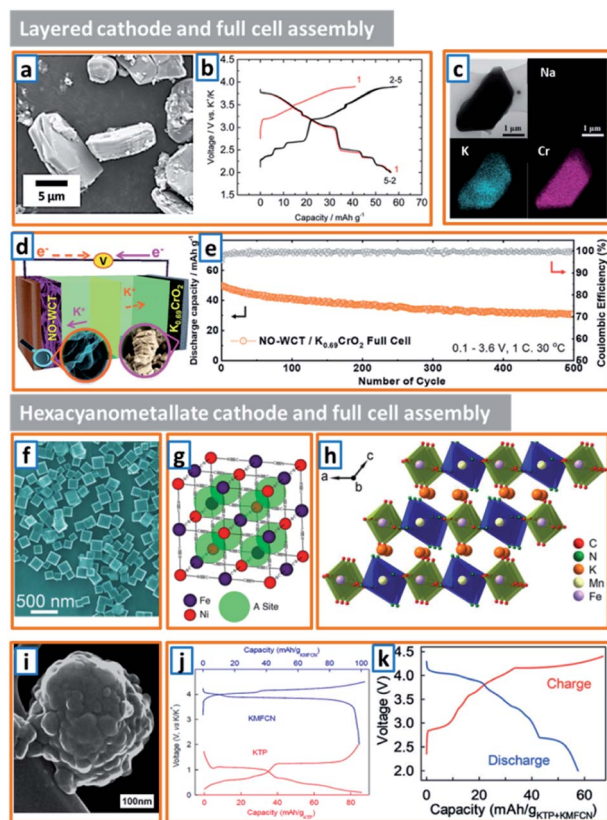 Layered cathode and full cell assembly
a
5 μm
b
Voltage / V vs. K⁺/K
4.0
3.5
3.0
2.5
2.0
1
2-5
1
5-2
0 10 20 30 40 50 60 70
Capacity / mAh g⁻¹
c
Na
1 μm
1 μm
K
Cr
d
e⁻
V
e⁻
NO-WCT
K⁺
K⁺
K₀.₆₉CrO₂
e
Discharge capacity / mAh g⁻¹
60
40
20
0
NO-WCT / K₀.₆₉CrO₂ Full Cell
0.1 - 3.6 V, 1 C. 30 °C
0 100 200 300 400 500
Number of Cycle
100
90
80
70
60
Coulombic Efficiency (%)
Hexacyanometallate cathode and full cell assembly
f
500 nm
g
Fe
Ni
A Site
h
a
b
c
C
N
K
Mn
Fe
i
100nm
j
Capacity (mAh/gKMFCN)
0 20 40 60 80 100
Voltage (V, vs K/K⁺)
4
2
0
KMFCN
KTP
0 20 40 60 80
Capacity (mAh/gKTP)
k
Voltage (V)
4.5
4.0
3.5
3.0
2.5
2.0
Charge
Discharge
0 20 40 60
Capacity (mAh/gKTP+KMFCN)